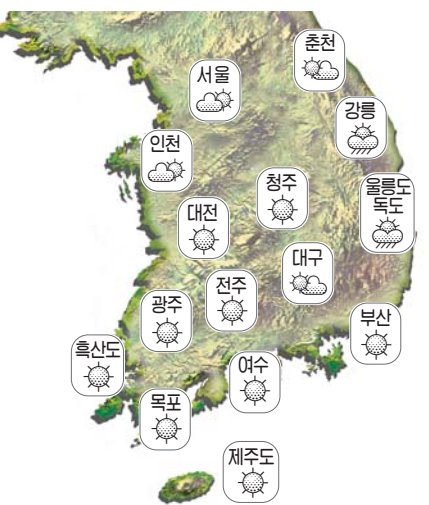 춘천
서울
강릉
인천
청주
울릉도
독도
대전
대구
전주
광주
부산
흑산도
여수
목포
제주도